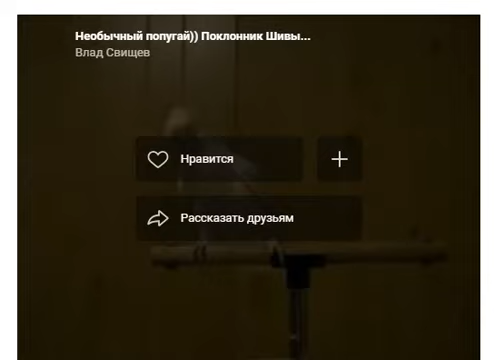 Необычный попугай)) Поклонник Шивы...
Влад Свищев
Нравится
Рассказать друзьям